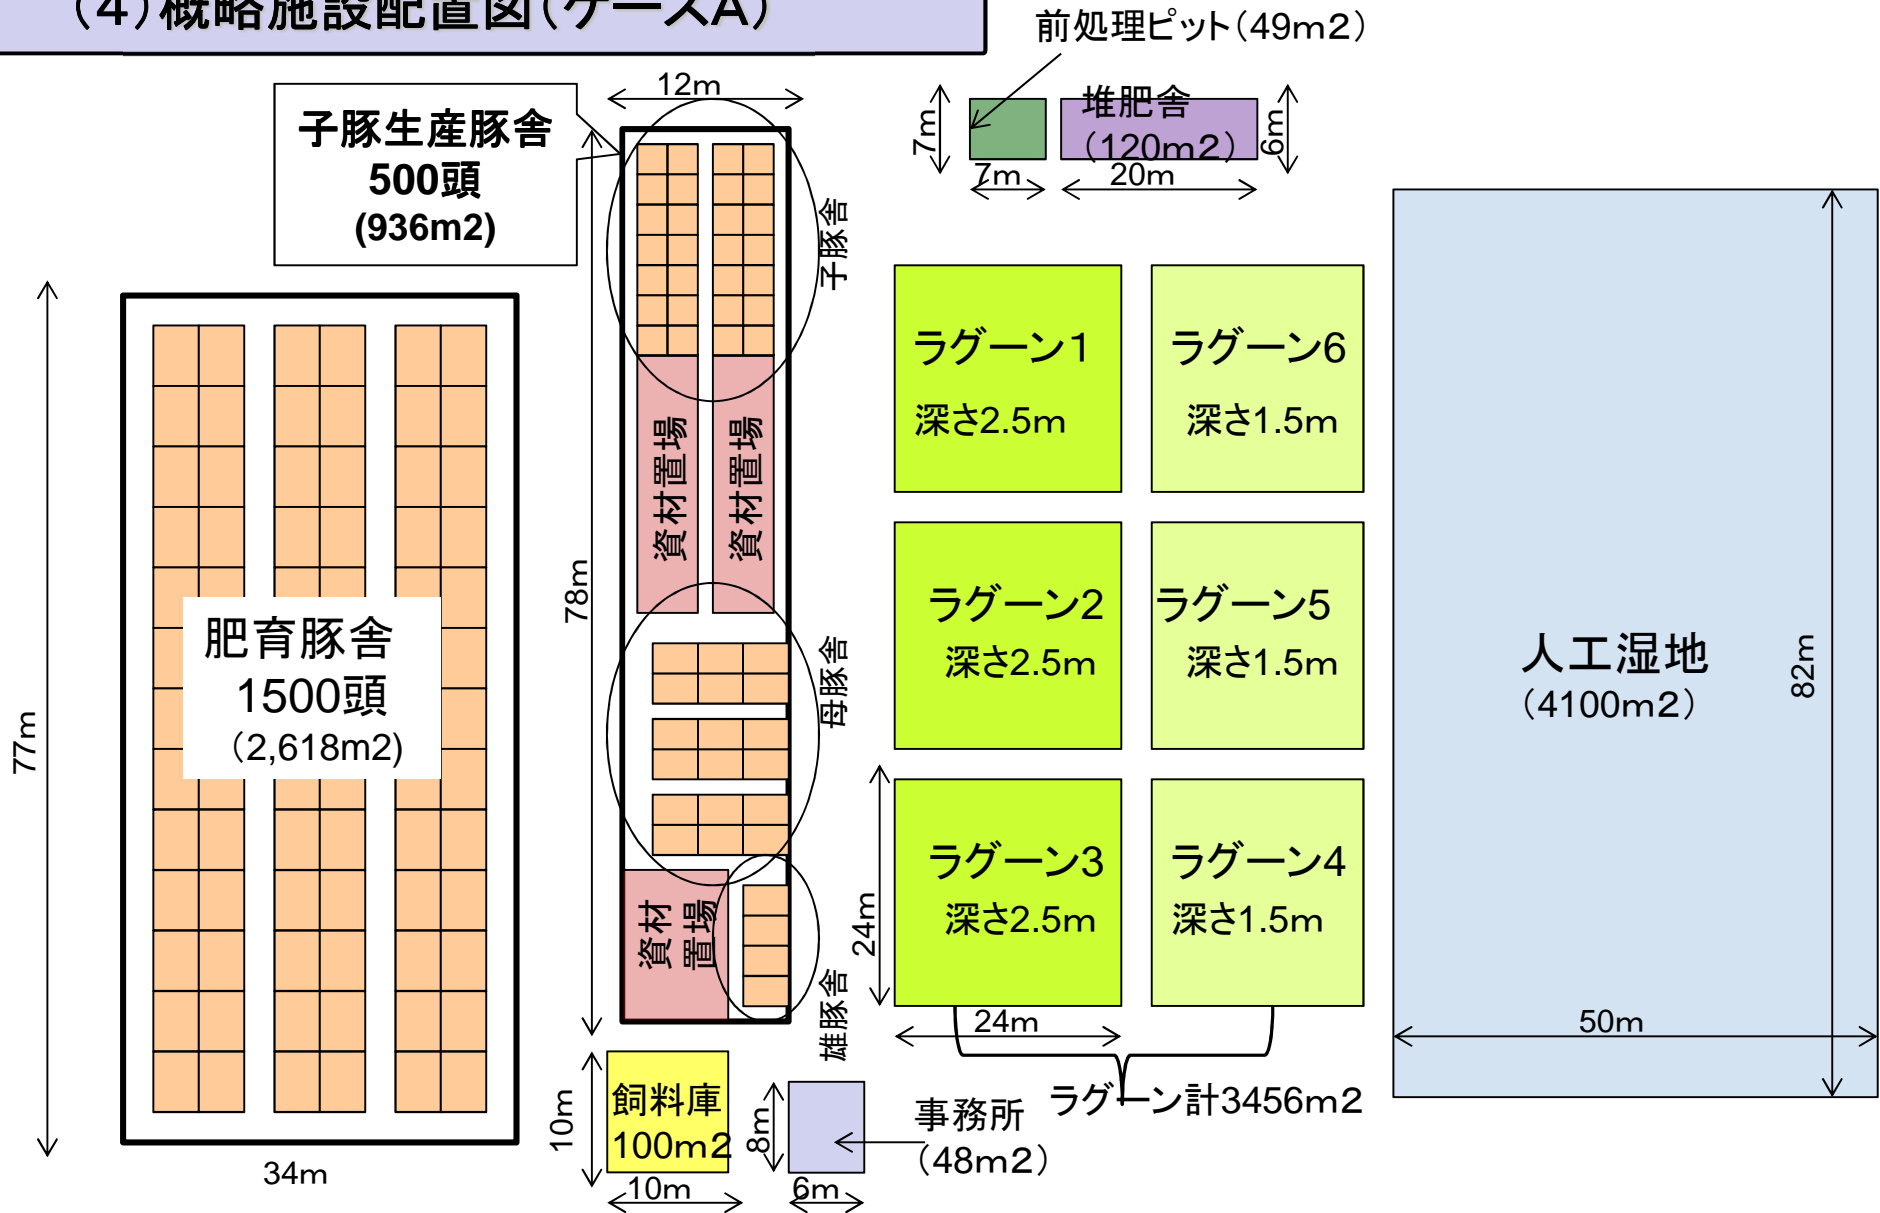 （4）概略施設配置図（ケースA）
前処理ピット（49m2）
12m
子豚生産豚舎
500頭
(936m2)
7m
堆肥舎
（120m2）
6m
7m
20m
子豚舎
ラグーン1
深さ2.5m
ラグーン6
深さ1.5m
資材置場
資材置場
78m
ラグーン2
深さ2.5m
ラグーン5
深さ1.5m
肥育豚舎
1500頭
（2,618m2)
77m
母豚舎
人工湿地
（4100m2）
82m
ラグーン3
深さ2.5m
ラグーン4
深さ1.5m
資材
置場
24m
雄豚舎
24m
50m
34m
10m
飼料庫
100m2
8m
事務所
（48m2）
ラグーン計3456m2
10m
6m